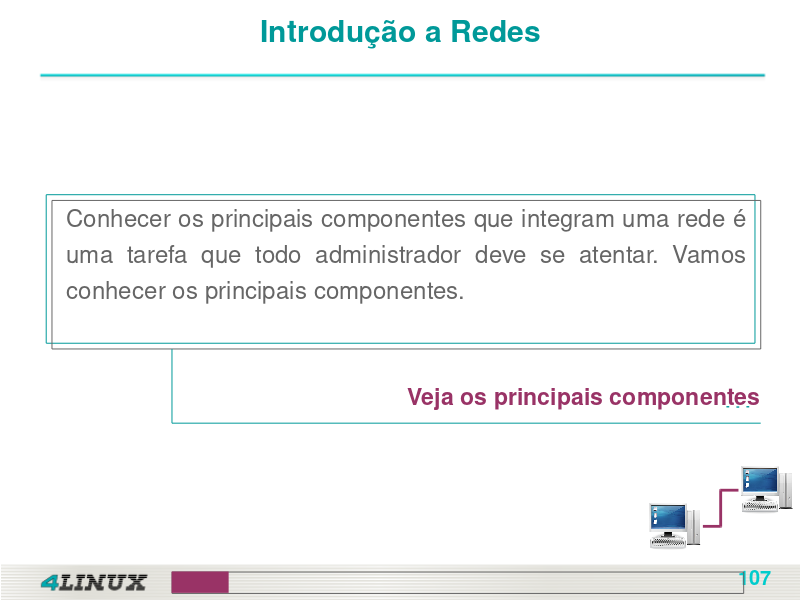 Introdução a Redes
Conhecer os principais componentes que integram uma rede é
uma tarefa que todo administrador deve se atentar. Vamos
conhecer os principais componentes.
Veja os principais componentes
...
4LINUX
107